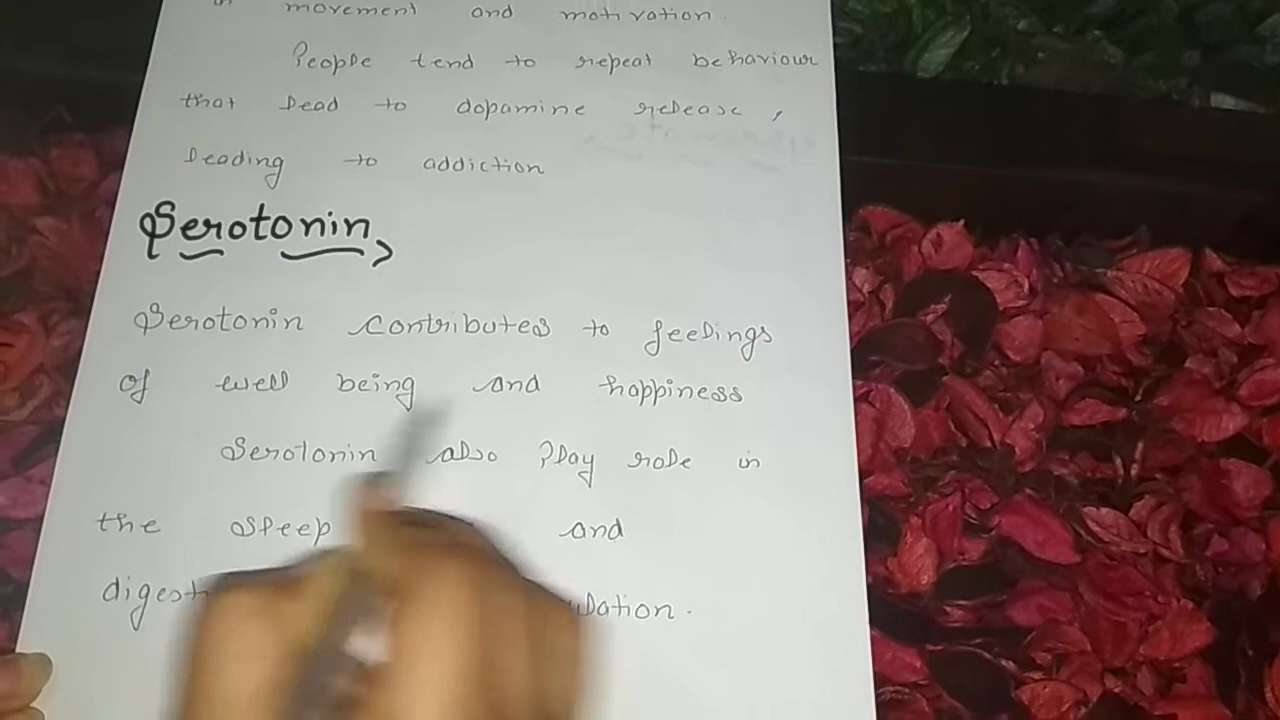 in movement and motivation
People tend to repeat behaviour
that lead to dopamine release,
leading to addiction
Serotonin
Serotonin contributes to feelings
of well being and happiness
Serotonin also Play role in
the sleep and